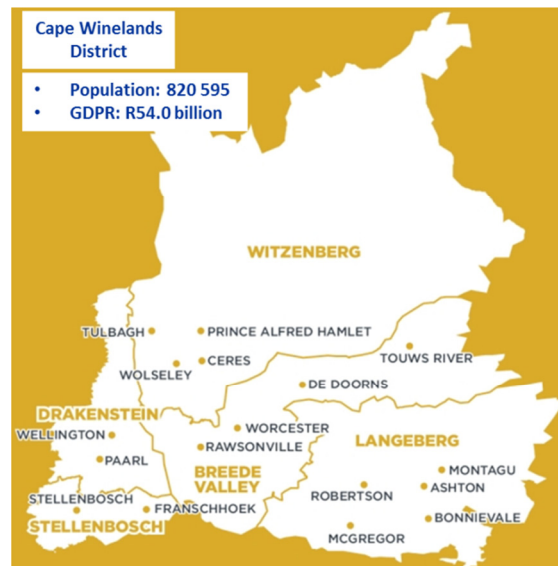 Cape Winelands
District
• Population: 820 595
• GDPR: R54.0 billion
WITZENBERG
TULBAGH
PRINCE ALFRED HAMLET
TOUWS RIVER
CERES
WOLSELEY
DE DOORNS
DRAKENSTEIN
WORCESTER
WELLINGTON
LANGEBERG
RAWSONVILLE
PAARL
BREEDE
VALLEY
MONTAGU
ASHTON
ROBERTSON
STELLENBOSCH
FRANSCHHOEK
BONNIEVALE
STELLENBOSCH
MCGREGOR